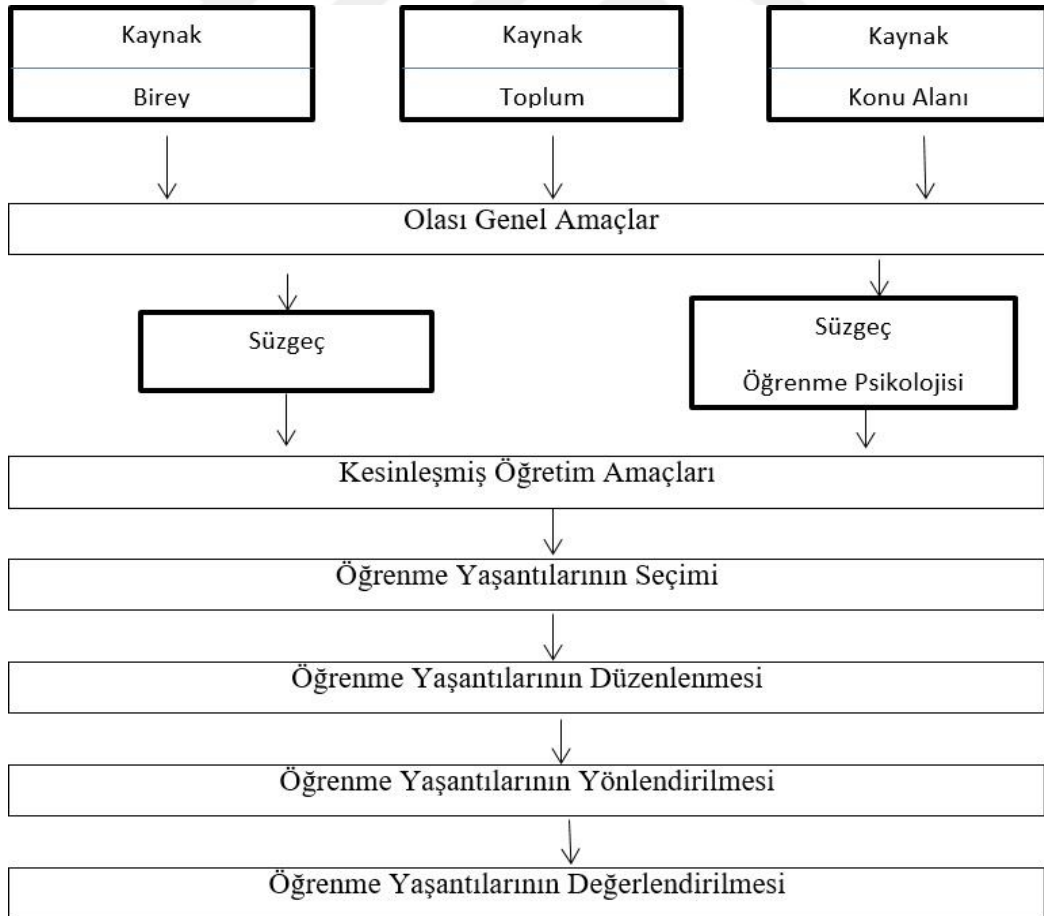 Kaynak
Birey
Kaynak
Toplum
Kaynak
Konu Alanı
Olası Genel Amaçlar
Süzgeç
Süzgeç
Öğrenme Psikolojisi
Kesinleşmiş Öğretim Amaçları
Öğrenme Yaşantılarının Seçimi
Öğrenme Yaşantılarının Düzenlenmesi
Öğrenme Yaşantılarının Yönlendirilmesi
Öğrenme Yaşantılarının Değerlendirilmesi